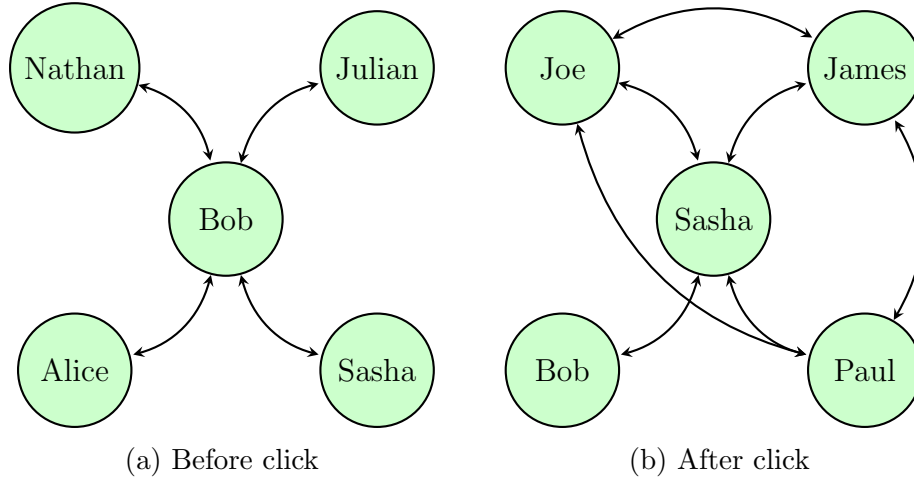 Nathan
Julian
Bob
Alice
Sasha
(a) Before click
Joe
James
Sasha
Bob
Paul
(b) After click